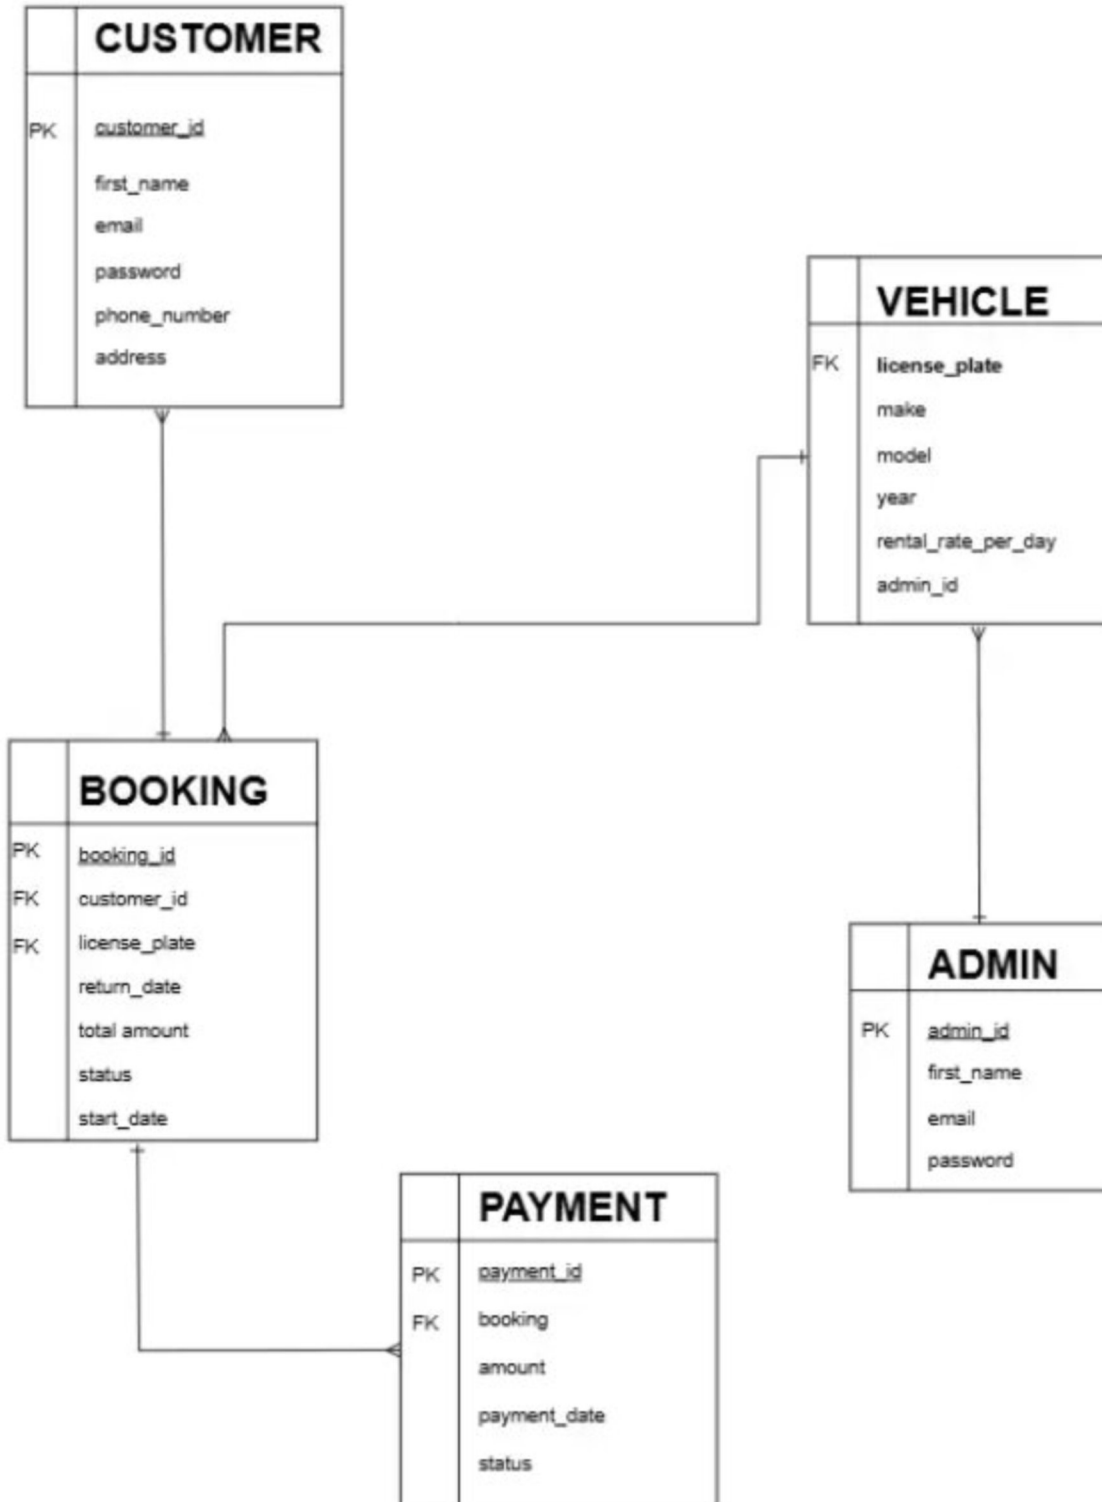 CUSTOMER
PK customer_id
first_name
email
password
phone_number
address
VEHICLE
FK license_plate
make
model
year
rental_rate_per_day
admin_id
BOOKING
PK booking_id
FK customer_id
FK license_plate
return_date
total amount
status
start_date
ADMIN
PK admin_id
first_name
email
password
PAYMENT
PK payment_id
FK booking
amount
payment_date
status